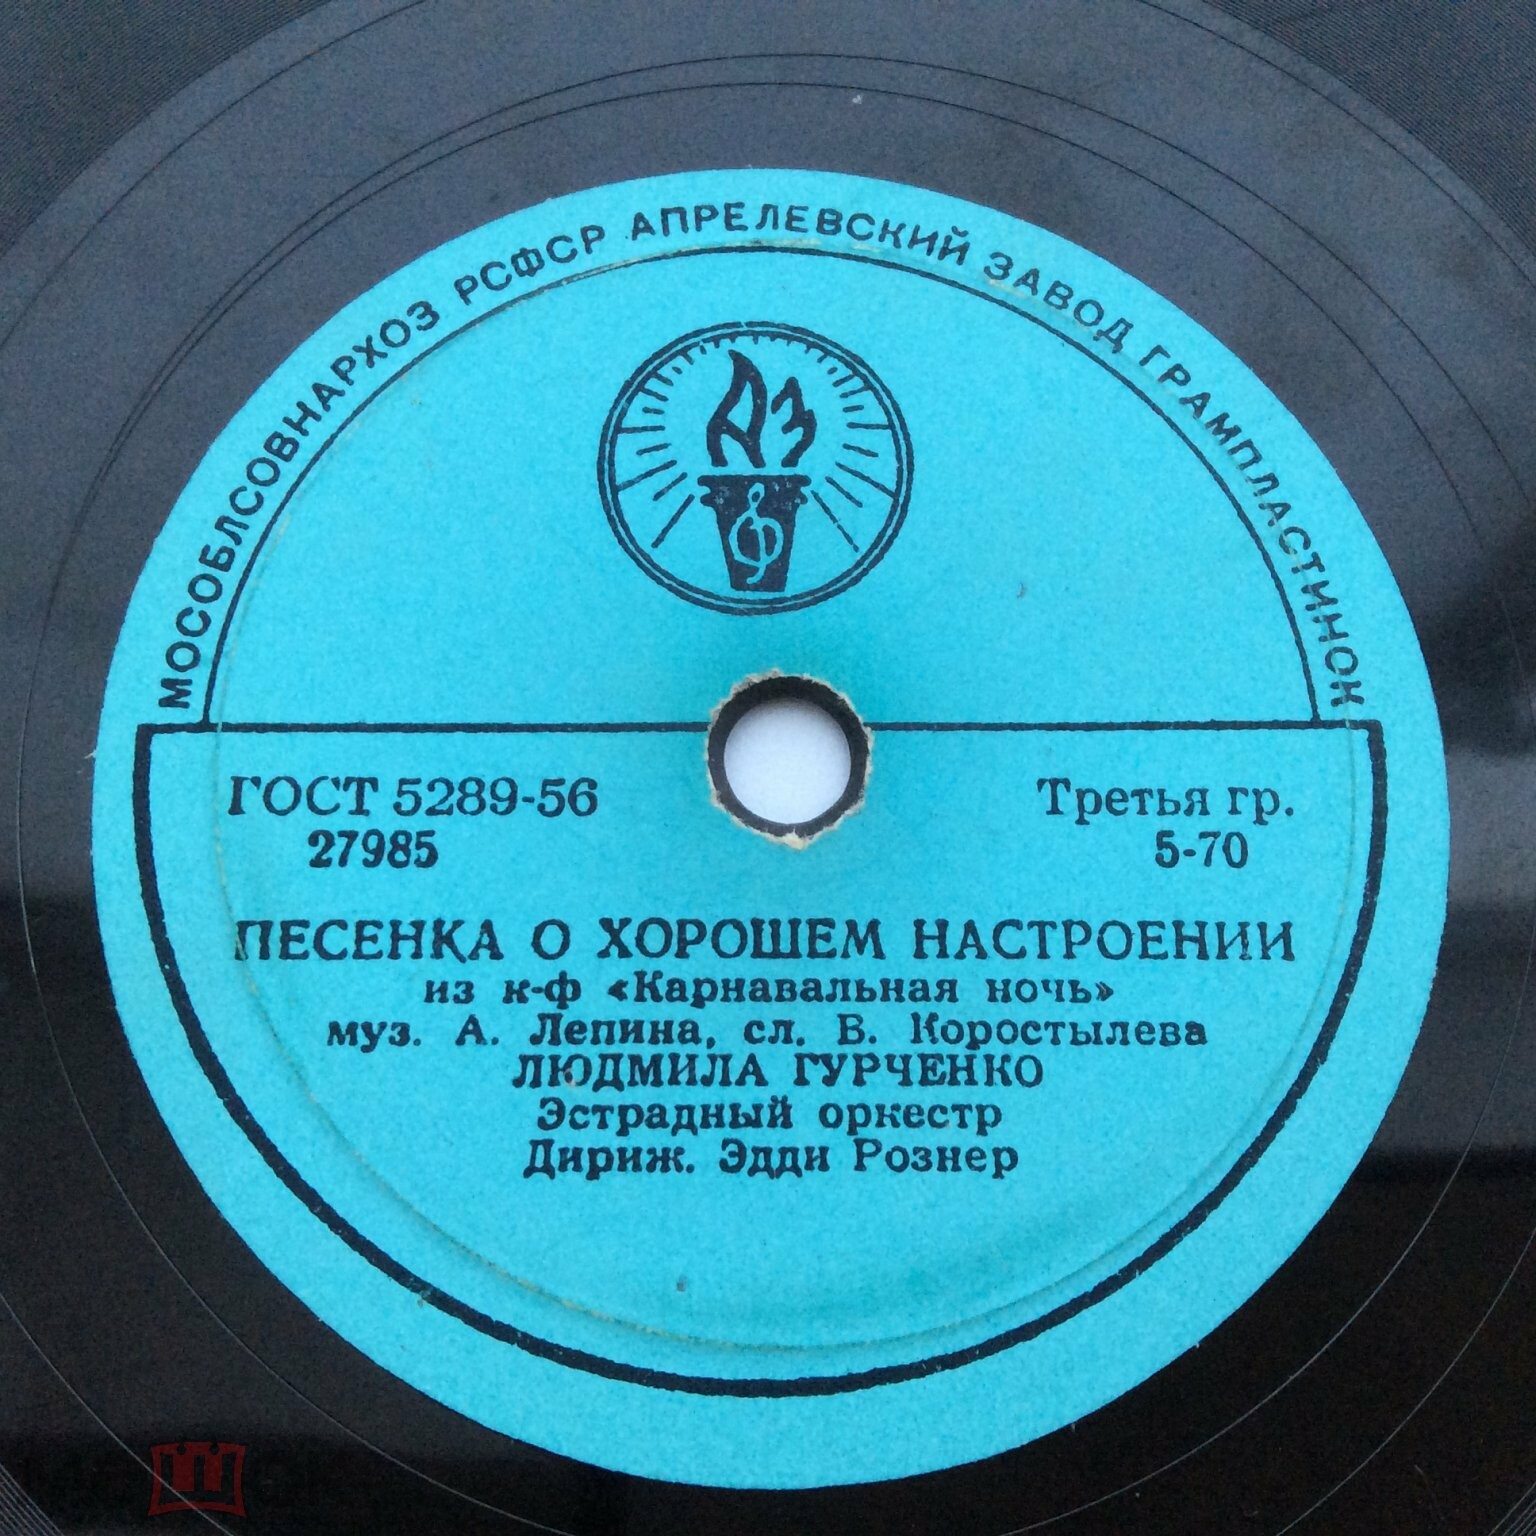 МОСОБЛСОВНАРХОЗ РСФСР АПРЕЛЕВСКИЙ ЗАВОД ГРАМПЛАСТИНОК
АЗ
ГОСТ 5289-56
27985
Третья гр.
5-70
ПЕСЕНКА О ХОРОШЕМ НАСТРОЕНИИ
из к-ф «Карнавальная ночь»
муз. А. Лепина, сл. В. Коростылева
ЛЮДМИЛА ГУРЧЕНКО
Эстрадный оркестр
Дириж. Эдди Рознер